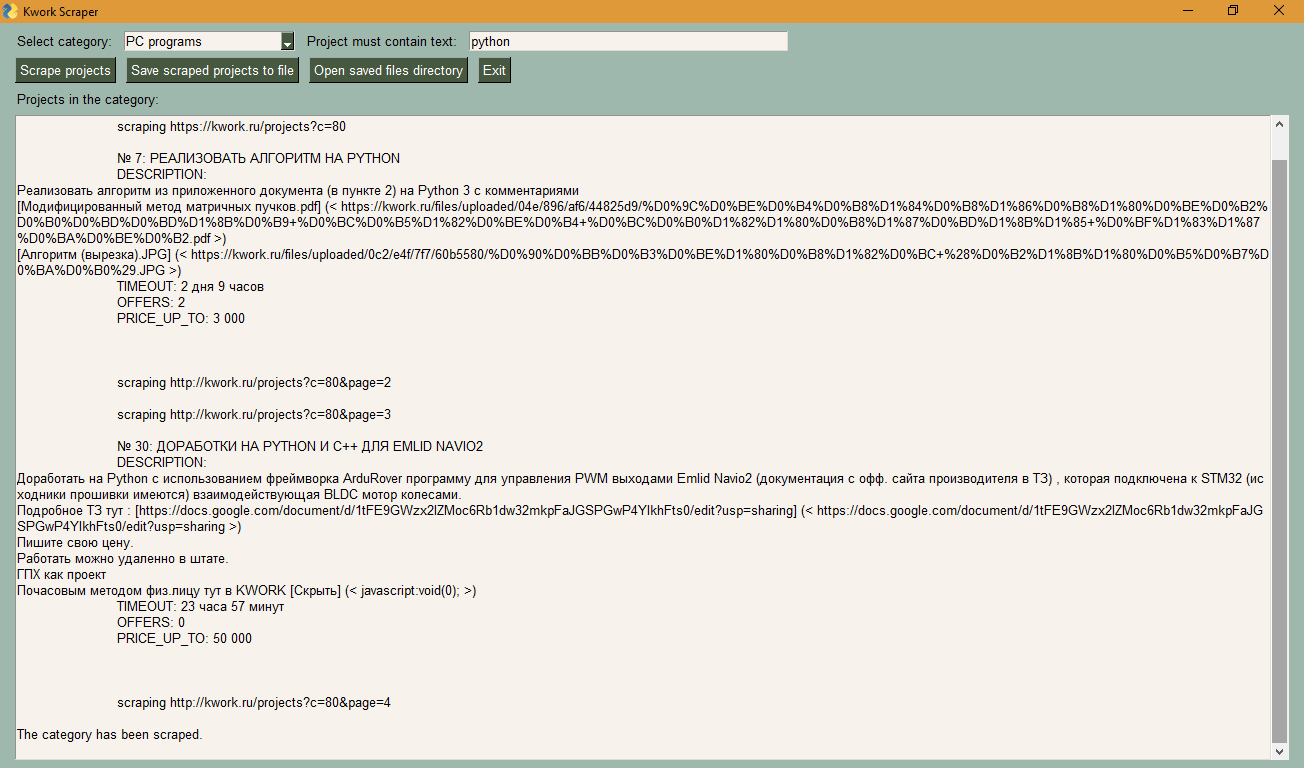 Kwork Scraper
Select category: PC programs Project must contain text: python
Scrape projects Save scraped projects to file Open saved files directory Exit
Projects in the category:
scraping https://kwork.ru/projects?c=80
№ 7: РЕАЛИЗОВАТЬ АЛГОРИТМ НА PYTHON
DESCRIPTION:
Реализовать алгоритм из приложенного документа (в пункте 2) на Python 3 с комментариями
[Модифицированный метод матричных пучков.pdf] (< https://kwork.ru/files/uploaded/04e/896/af6/44825d9/%D0%9C%D0%BE%D0%B4%D0%B8%D1%84%D0%B8%D1%86%D0%B8%D1%80%D0%BE%D0%B2%
D0%B0%D0%BD%D0%BD%D1%8B%D0%B9+%D0%BC%D0%B5%D1%82%D0%BE%D0%B4+%D0%BC%D0%B0%D1%82%D1%80%D0%B8%D1%87%D0%BD%D1%8B%D1%85+%D0%BF%D1%83%D1%87
%D0%BA%D0%BE%D0%B2.pdf >)
[Алгоритм (вырезка).JPG] (< https://kwork.ru/files/uploaded/0c2/e4f/7f7/60b5580/%D0%90%D0%BB%D0%B3%D0%BE%D1%80%D0%B8%D1%82%D0%BC+%28%D0%B2%D1%8B%D1%80%D0%B5%D0%B7%D
0%BA%D0%B0%29.JPG >)
TIMEOUT: 2 дня 9 часов
OFFERS: 2
PRICE_UP_TO: 3 000
scraping http://kwork.ru/projects?c=80&page=2
scraping http://kwork.ru/projects?c=80&page=3
№ 30: ДОРАБОТКИ НА PYTHON И C++ ДЛЯ EMLID NAVIO2
DESCRIPTION:
Доработать на Python с использованием фреймворка ArduRover программу для управления PWM выходами Emlid Navio2 (документация с офф. сайта производителя в ТЗ) , которая подключена к STM32 (ис
ходники прошивки имеются) взаимодействующая BLDC мотор колесами.
Подробное ТЗ тут : [https://docs.google.com/document/d/1tFE9GWzx2lZMoc6Rb1dw32mkpFaJGSPGwP4YIkhFts0/edit?usp=sharing] (< https://docs.google.com/document/d/1tFE9GWzx2lZMoc6Rb1dw32mkpFaJG
SPGwP4YIkhFts0/edit?usp=sharing >)
Пишите свою цену.
Работать можно удаленно в штате.
ГПХ как проект
Почасовым методом физ.лицу тут в KWORK [Скрыть] (< javascript:void(0); >)
TIMEOUT: 23 часа 57 минут
OFFERS: 0
PRICE_UP_TO: 50 000
scraping http://kwork.ru/projects?c=80&page=4
The category has been scraped.